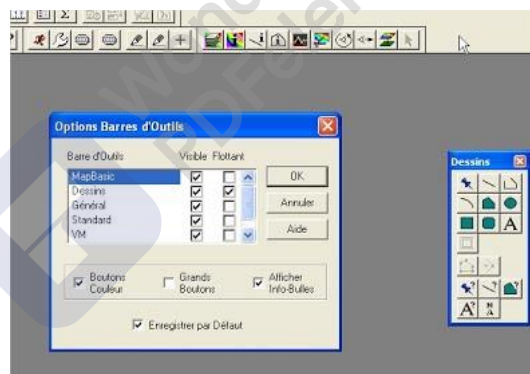 Options Barres d'Outils
Barre d'Outils Visible Flottant
MapBasic
Dessins
Général
Standard
VM
OK
Annuler
Aide
Boutons Couleur
Grands Boutons
Afficher Info-Bulles
Enregistrer par Défaut
Dessins
A
A?
PDFele